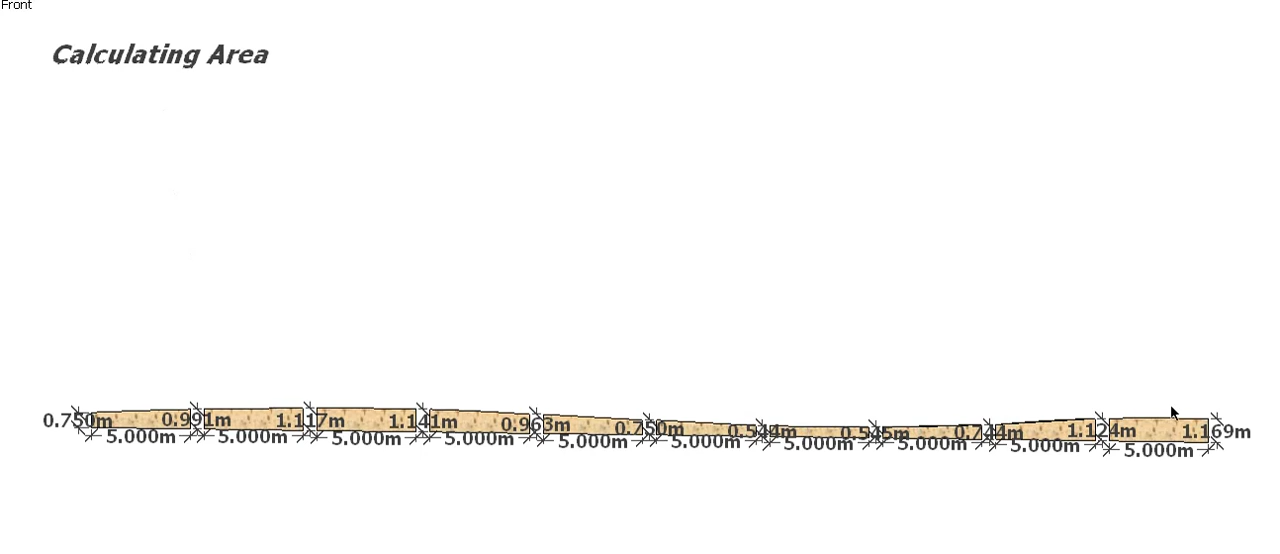 Front
Calculating Area
0.750m 0.991m 1.117m 1.141m 0.963m 0.750m 0.544m 0.545m 0.744m 1.124m 1.169m
5.000m 5.000m 5.000m 5.000m 5.000m 5.000m 5.000m 5.000m 5.000m 5.000m